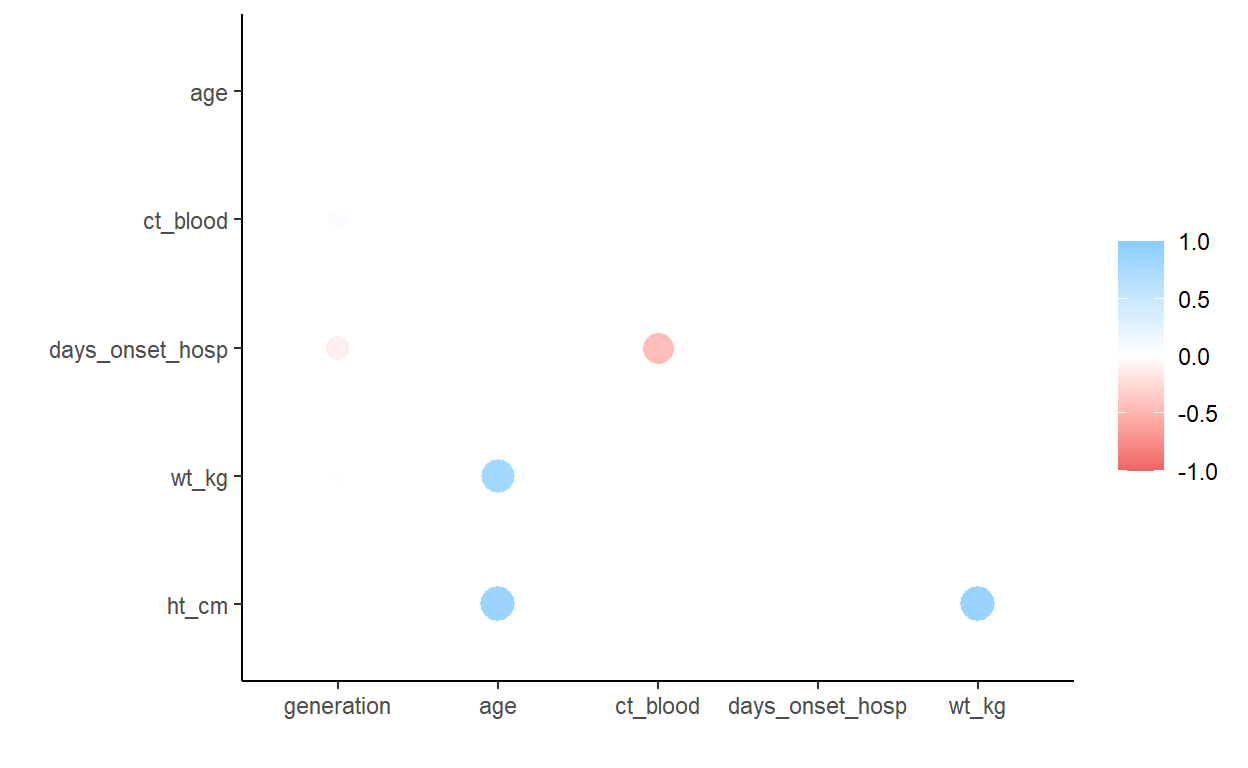 age
ct_blood
days_onset_hosp
wt_kg
ht_cm
generation age ct_blood days_onset_hosp wt_kg
1.0
0.5
0.0
-0.5
-1.0